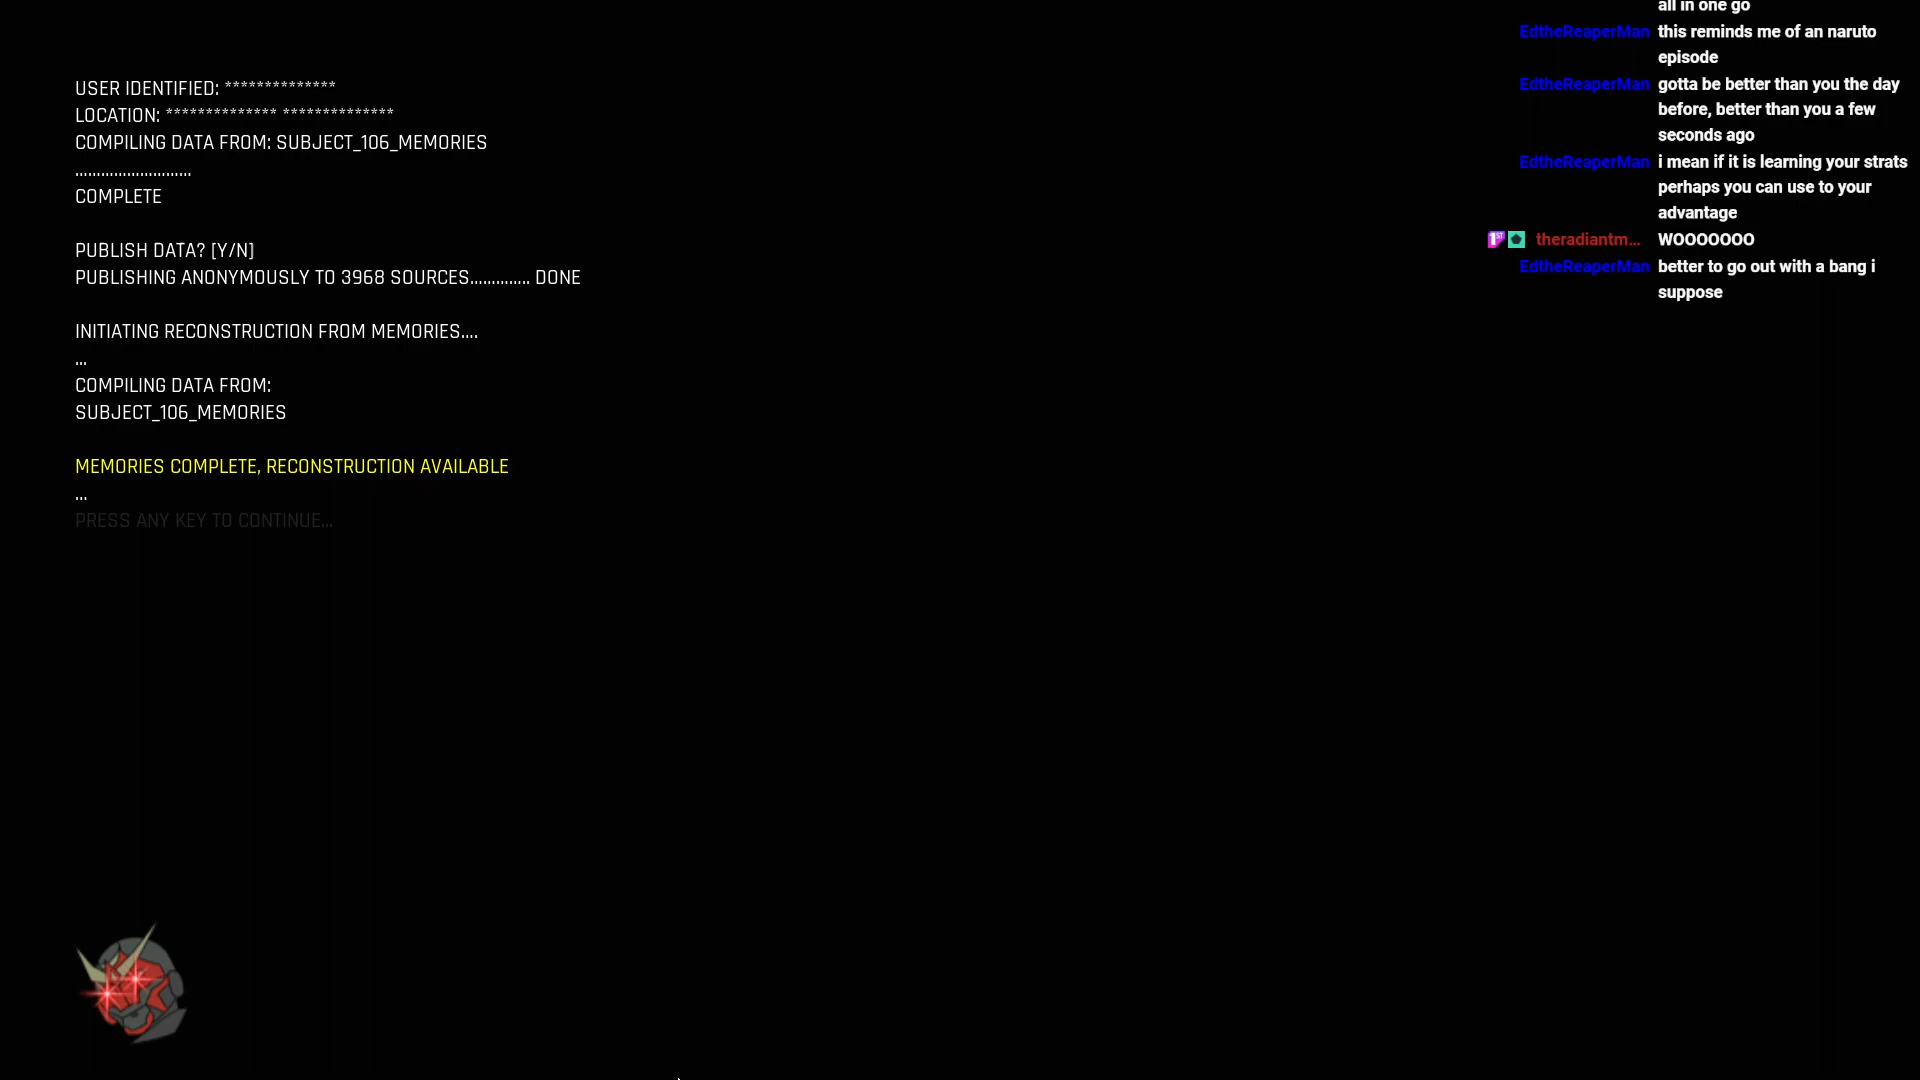 USER IDENTIFIED: **************
LOCATION: ************** **************
COMPILING DATA FROM: SUBJECT_106_MEMORIES
...........................
COMPLETE
PUBLISH DATA? [Y/N]
PUBLISHING ANONYMOUSLY TO 3968 SOURCES.............. DONE
INITIATING RECONSTRUCTION FROM MEMORIES....
...
COMPILING DATA FROM:
SUBJECT_106_MEMORIES
MEMORIES COMPLETE, RECONSTRUCTION AVAILABLE
...
PRESS ANY KEY TO CONTINUE...
all in one go
EdtheReaperMan this reminds me of an naruto
episode
EdtheReaperMan gotta be better than you the day
before, better than you a few
seconds ago
EdtheReaperMan i mean if it is learning your strats
perhaps you can use to your
advantage
1ST theradiantm... WOOOOOOO
EdtheReaperMan better to go out with a bang i
suppose